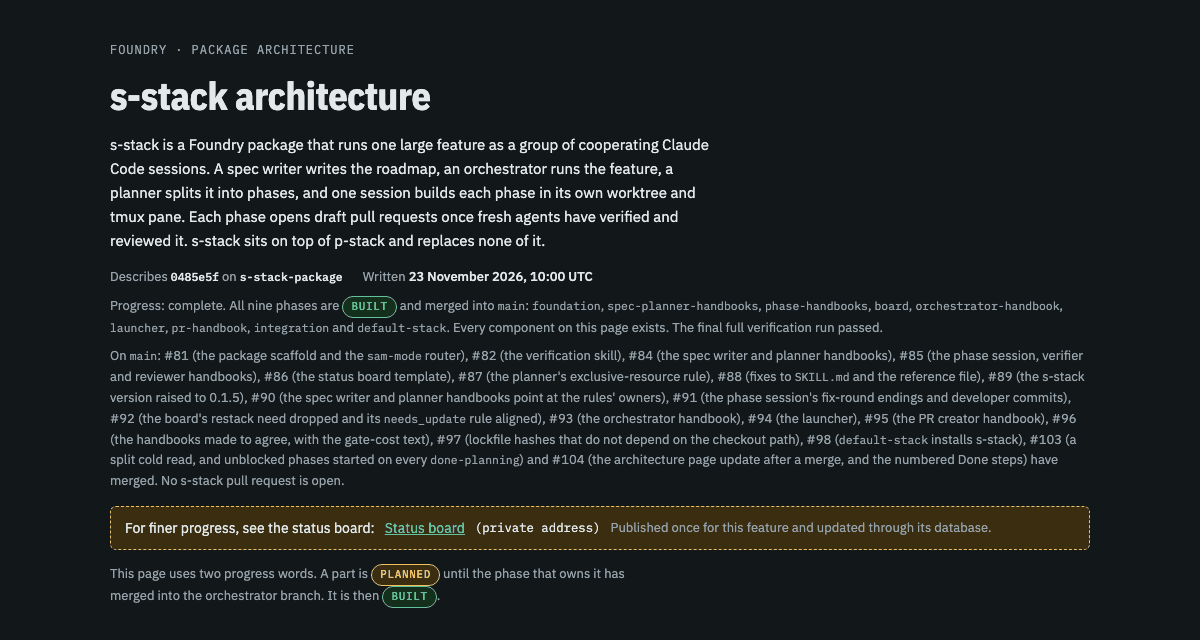 FOUNDRY · PACKAGE ARCHITECTURE
s-stack architecture
s-stack is a Foundry package that runs one large feature as a group of cooperating Claude
Code sessions. A spec writer writes the roadmap, an orchestrator runs the feature, a
planner splits it into phases, and one session builds each phase in its own worktree and
tmux pane. Each phase opens draft pull requests once fresh agents have verified and
reviewed it. s-stack sits on top of p-stack and replaces none of it.
Describes 0485e5f on s-stack-package Written 23 November 2026, 10:00 UTC
Progress: complete. All nine phases are BUILT and merged into main: foundation, spec-planner-handbooks, phase-handbooks, board, orchestrator-handbook,
launcher, pr-handbook, integration and default-stack. Every component on this page exists. The final full verification run passed.
On main: #81 (the package scaffold and the sam-mode router), #82 (the verification skill), #84 (the spec writer and planner handbooks), #85 (the phase session, verifier
and reviewer handbooks), #86 (the status board template), #87 (the planner's exclusive-resource rule), #88 (fixes to SKILL.md and the reference file), #89 (the s-stack
version raised to 0.1.5), #90 (the spec writer and planner handbooks point at the rules' owners), #91 (the phase session's fix-round endings and developer commits),
#92 (the board's restack need dropped and its needs_update rule aligned), #93 (the orchestrator handbook), #94 (the launcher), #95 (the PR creator handbook), #96
(the handbooks made to agree, with the gate-cost text), #97 (lockfile hashes that do not depend on the checkout path), #98 (default-stack installs s-stack), #103 (a
split cold read, and unblocked phases started on every done-planning) and #104 (the architecture page update after a merge, and the numbered Done steps) have
merged. No s-stack pull request is open.
For finer progress, see the status board: Status board (private address) Published once for this feature and updated through its database.
This page uses two progress words. A part is PLANNED until the phase that owns it has
merged into the orchestrator branch. It is then BUILT.